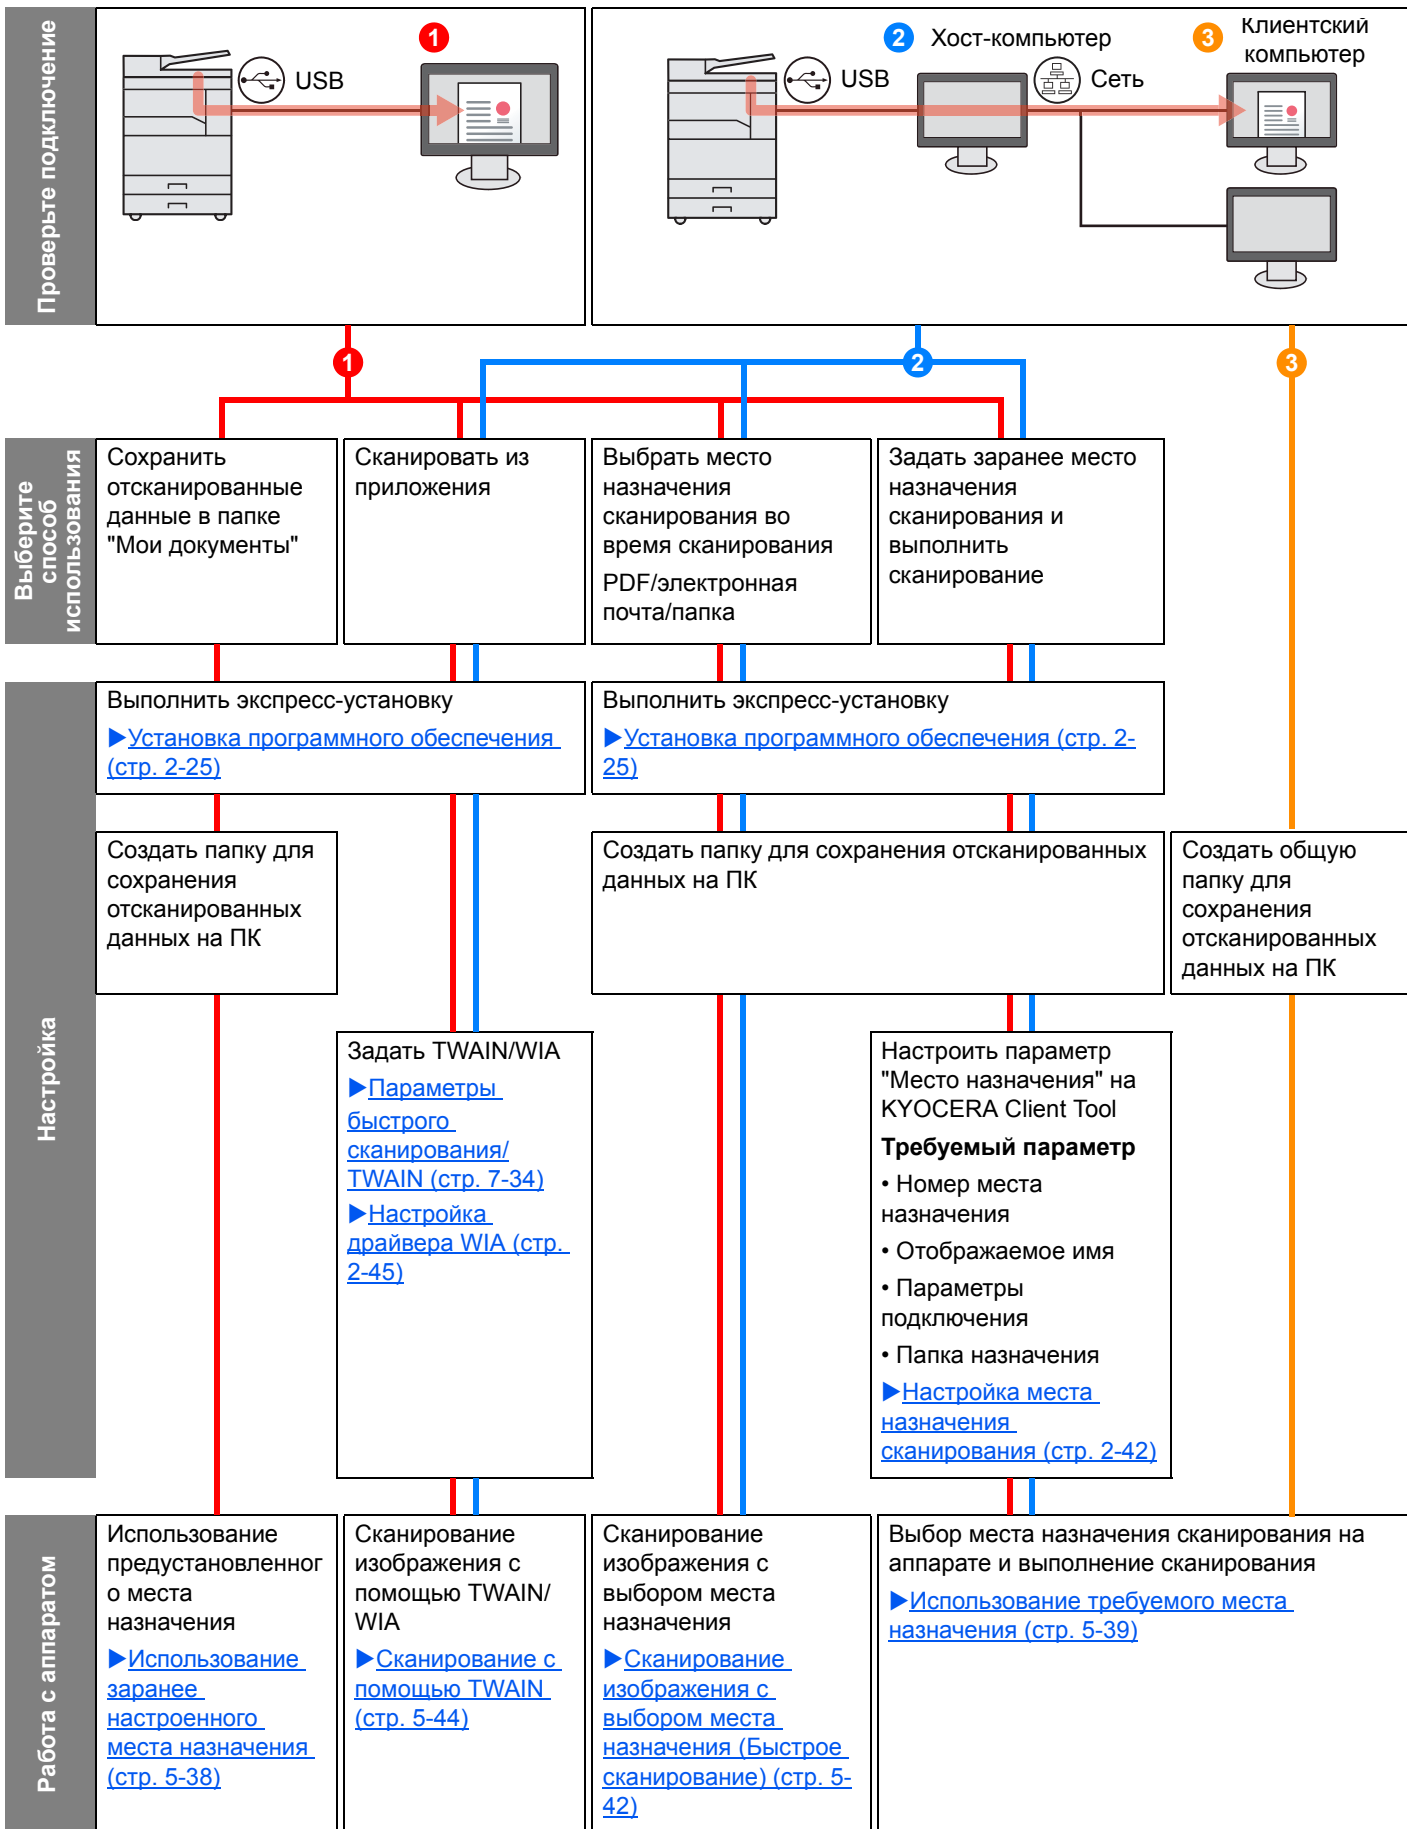 Проверьте подключение
1
USB
2 Хост-компьютер
USB
Сеть
3 Клиентский
компьютер
1
2
3
Выберите
способ
использования
Сохранить
отсканированные
данные в папке
"Мои документы"
Сканировать из
приложения
Выбрать место
назначения
сканирования во
время сканирования
PDF/электронная
почта/папка
Задать заранее место
назначения
сканирования и
выполнить
сканирование
Настройка
Выполнить экспресс-установку
▶Установка программного обеспечения
(стр. 2-25)
Выполнить экспресс-установку
▶Установка программного обеспечения (стр. 2-
25)
Создать папку для
сохранения
отсканированных
данных на ПК
Создать папку для сохранения отсканированных
данных на ПК
Создать общую
папку для
сохранения
отсканированных
данных на ПК
Задать TWAIN/WIA
▶Параметры
быстрого
сканирования/
TWAIN (стр. 7-34)
▶Настройка
драйвера WIA (стр.
2-45)
Настроить параметр
"Место назначения" на
KYOCERA Client Tool
Требуемый параметр
• Номер места
назначения
• Отображаемое имя
• Параметры
подключения
• Папка назначения
▶Настройка места
назначения
сканирования (стр. 2-42)
Работа с аппаратом
Использование
предустановленног
о места
назначения
▶Использование
заранее
настроенного
места назначения
(стр. 5-38)
Сканирование
изображения с
помощью TWAIN/
WIA
▶Сканирование с
помощью TWAIN
(стр. 5-44)
Сканирование
изображения с
выбором места
назначения
▶Сканирование
изображения с
выбором места
назначения (Быстрое
сканирование) (стр. 5-
42)
Выбор места назначения сканирования на
аппарате и выполнение сканирования
▶Использование требуемого места
назначения (стр. 5-39)